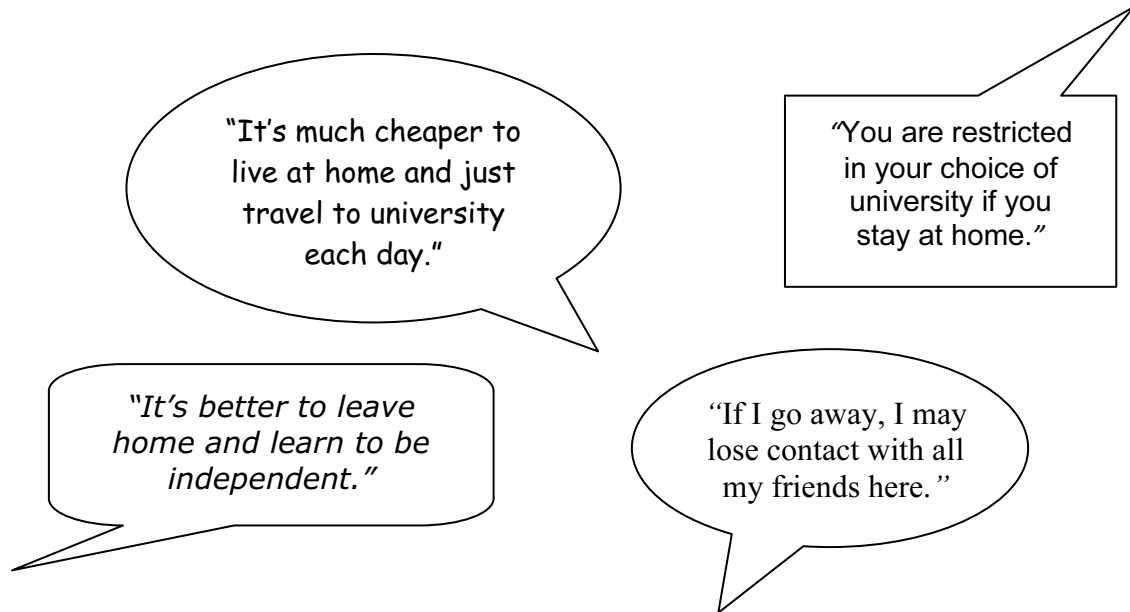 "It's much cheaper to
live at home and just
travel to university
each day."
"You are restricted
in your choice of
university if you
stay at home."
"It's better to leave
home and learn to be
independent."
"If I go away, I may
lose contact with all
my friends here."